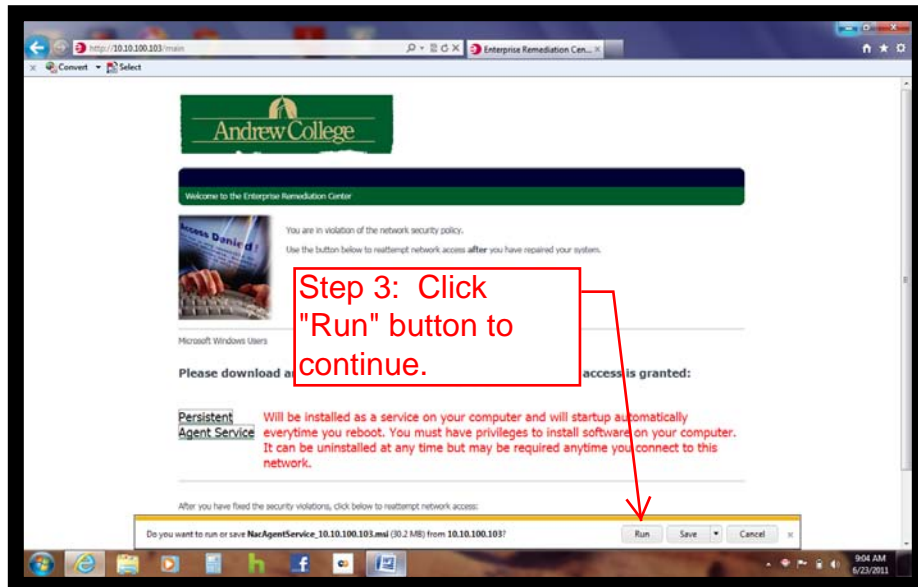 http://10.10.100.103/main
Enterprise Remediation Cen...
Convert
Select
Andrew College
Welcome to the Enterprise Remediation Center
Access Denied!
You are in violation of the network security policy.
Use the button below to reattempt network access after you have repaired your system.
Step 3: Click
"Run" button to
continue.
Microsoft Windows Users
Please download an
access is granted:
Persistent
Agent Service
Will be installed as a service on your computer and will startup automatically
everytime you reboot. You must have privileges to install software on your computer.
It can be uninstalled at any time but may be required anytime you connect to this
network.
After you have fixed the security violations, click below to reattempt network access:
Do you want to run or save NacAgentService_10.10.100.103.msi (30.2 MB) from 10.10.100.103?
Run
Save
Cancel
9:04 AM
6/23/2011